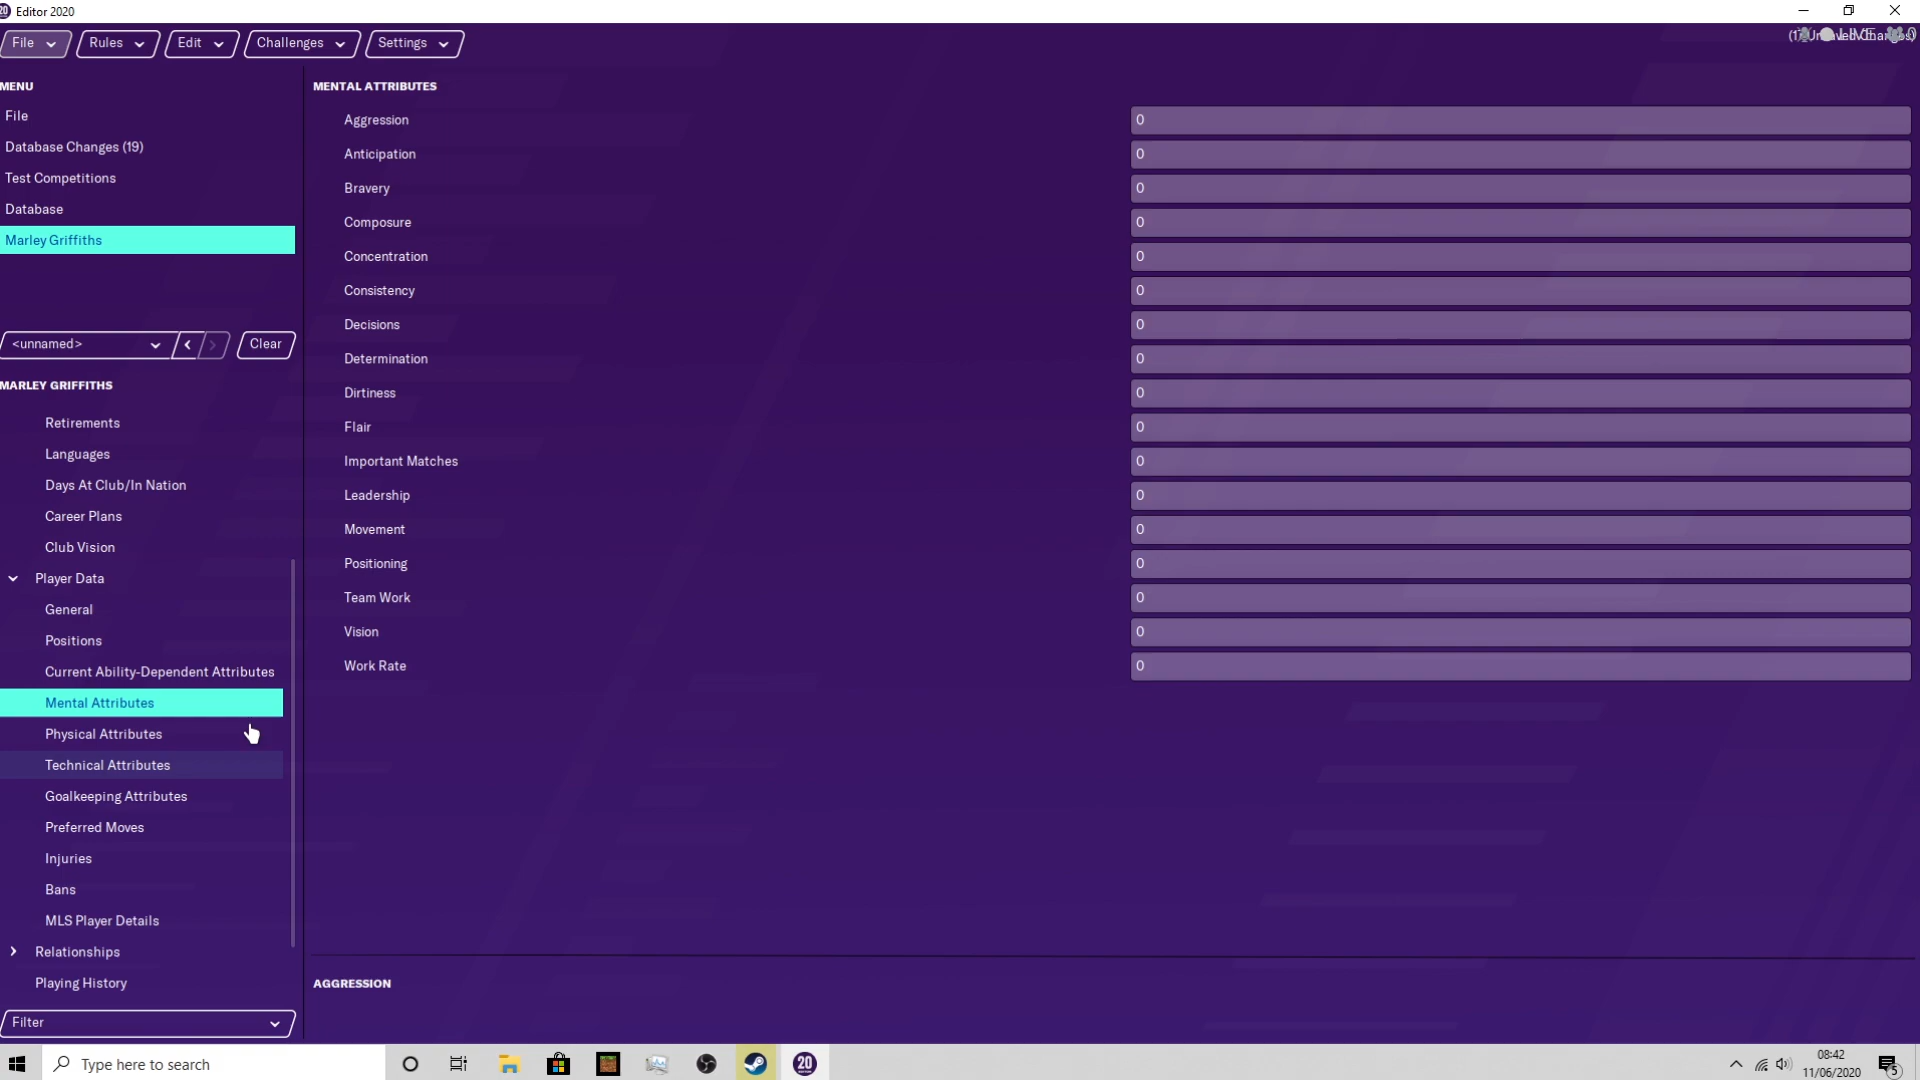 20 Editor 2020
File Rules Edit Challenges Settings
MENU
File
Database Changes (19)
Test Competitions
Database
Marley Griffiths
<unnamed> Clear
MARLEY GRIFFITHS
Retirements
Languages
Days At Club/In Nation
Career Plans
Club Vision
Player Data
General
Positions
Current Ability-Dependent Attributes
Mental Attributes
Physical Attributes
Technical Attributes
Goalkeeping Attributes
Preferred Moves
Injuries
Bans
MLS Player Details
Relationships
Playing History
Filter
MENTAL ATTRIBUTES
Aggression 0
Anticipation 0
Bravery 0
Composure 0
Concentration 0
Consistency 0
Decisions 0
Determination 0
Dirtiness 0
Flair 0
Important Matches 0
Leadership 0
Movement 0
Positioning 0
Team Work 0
Vision 0
Work Rate 0
AGGRESSION
Type here to search
20
08:42
11/06/2020
5